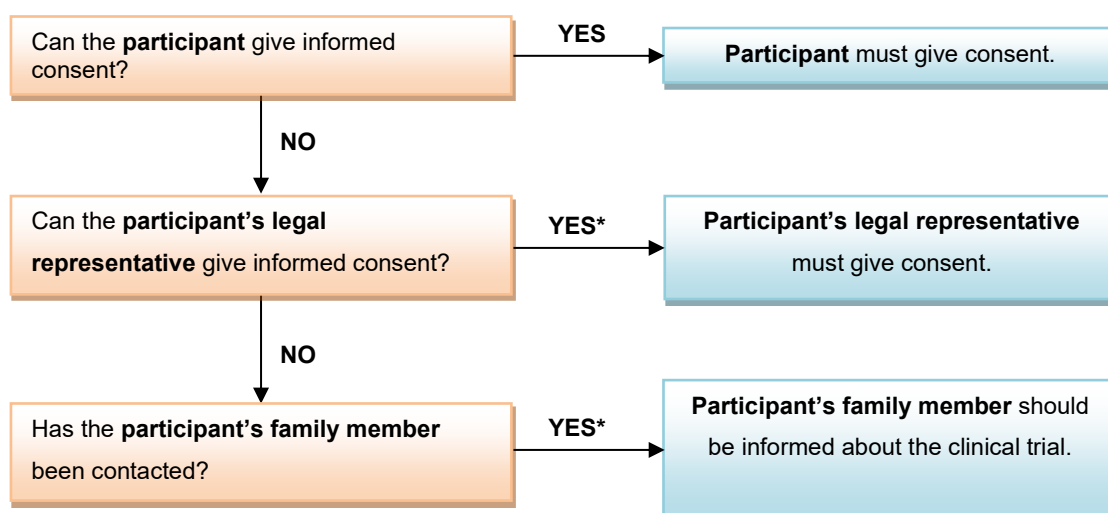 Can the participant give informed
consent?
YES
Participant must give consent.
NO
Can the participant’s legal
representative give informed consent?
YES*
Participant’s legal representative
must give consent.
NO
Has the participant’s family member
been contacted?
YES*
Participant’s family member should
be informed about the clinical trial.